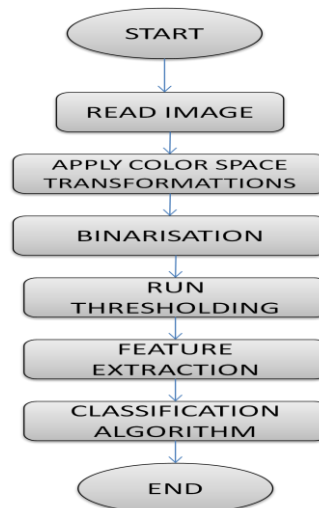 START
READ IMAGE
APPLY COLOR SPACE
TRANSFORMATTIONS
BINARISATION
RUN
THRESHOLDING
FEATURE
EXTRACTION
CLASSIFICATION
ALGORITHM
END